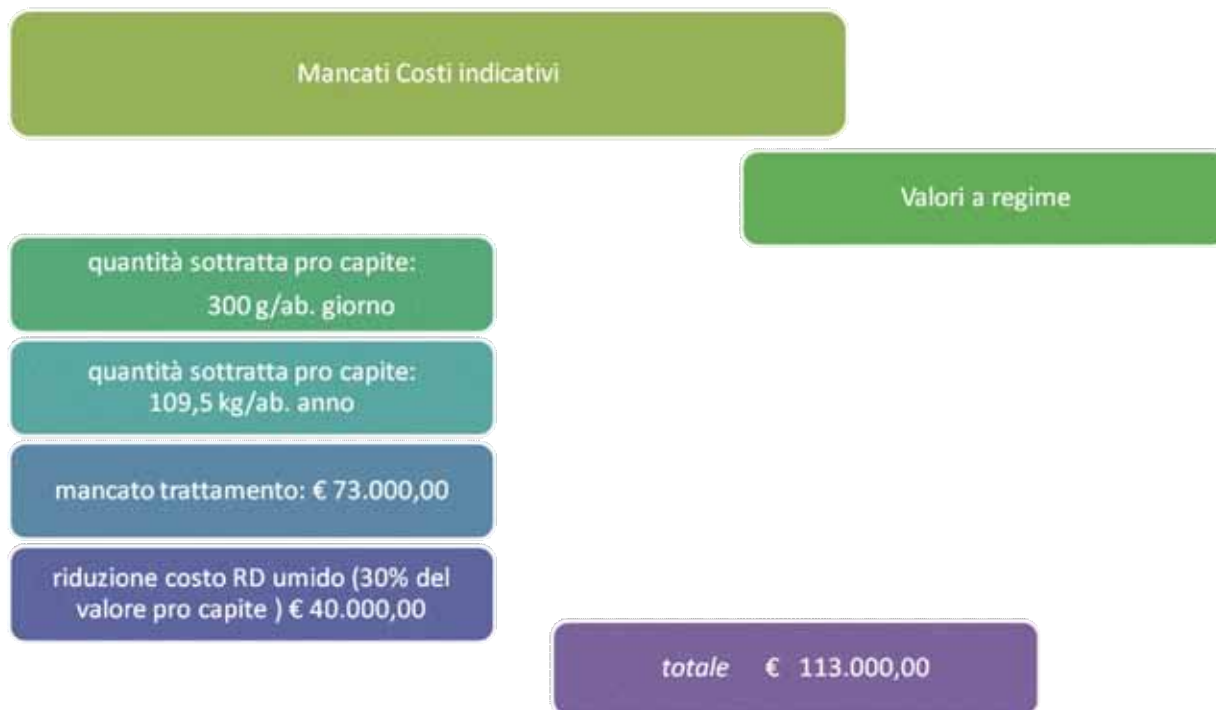 Mancati Costi indicativi
Valori a regime
quantità sottratta pro capite:
300 g/ab. giorno
quantità sottratta pro capite:
109,5 kg/ab. anno
mancato trattamento: € 73.000,00
riduzione costo RD umido (30% del
valore pro capite ) € 40.000,00
totale € 113.000,00